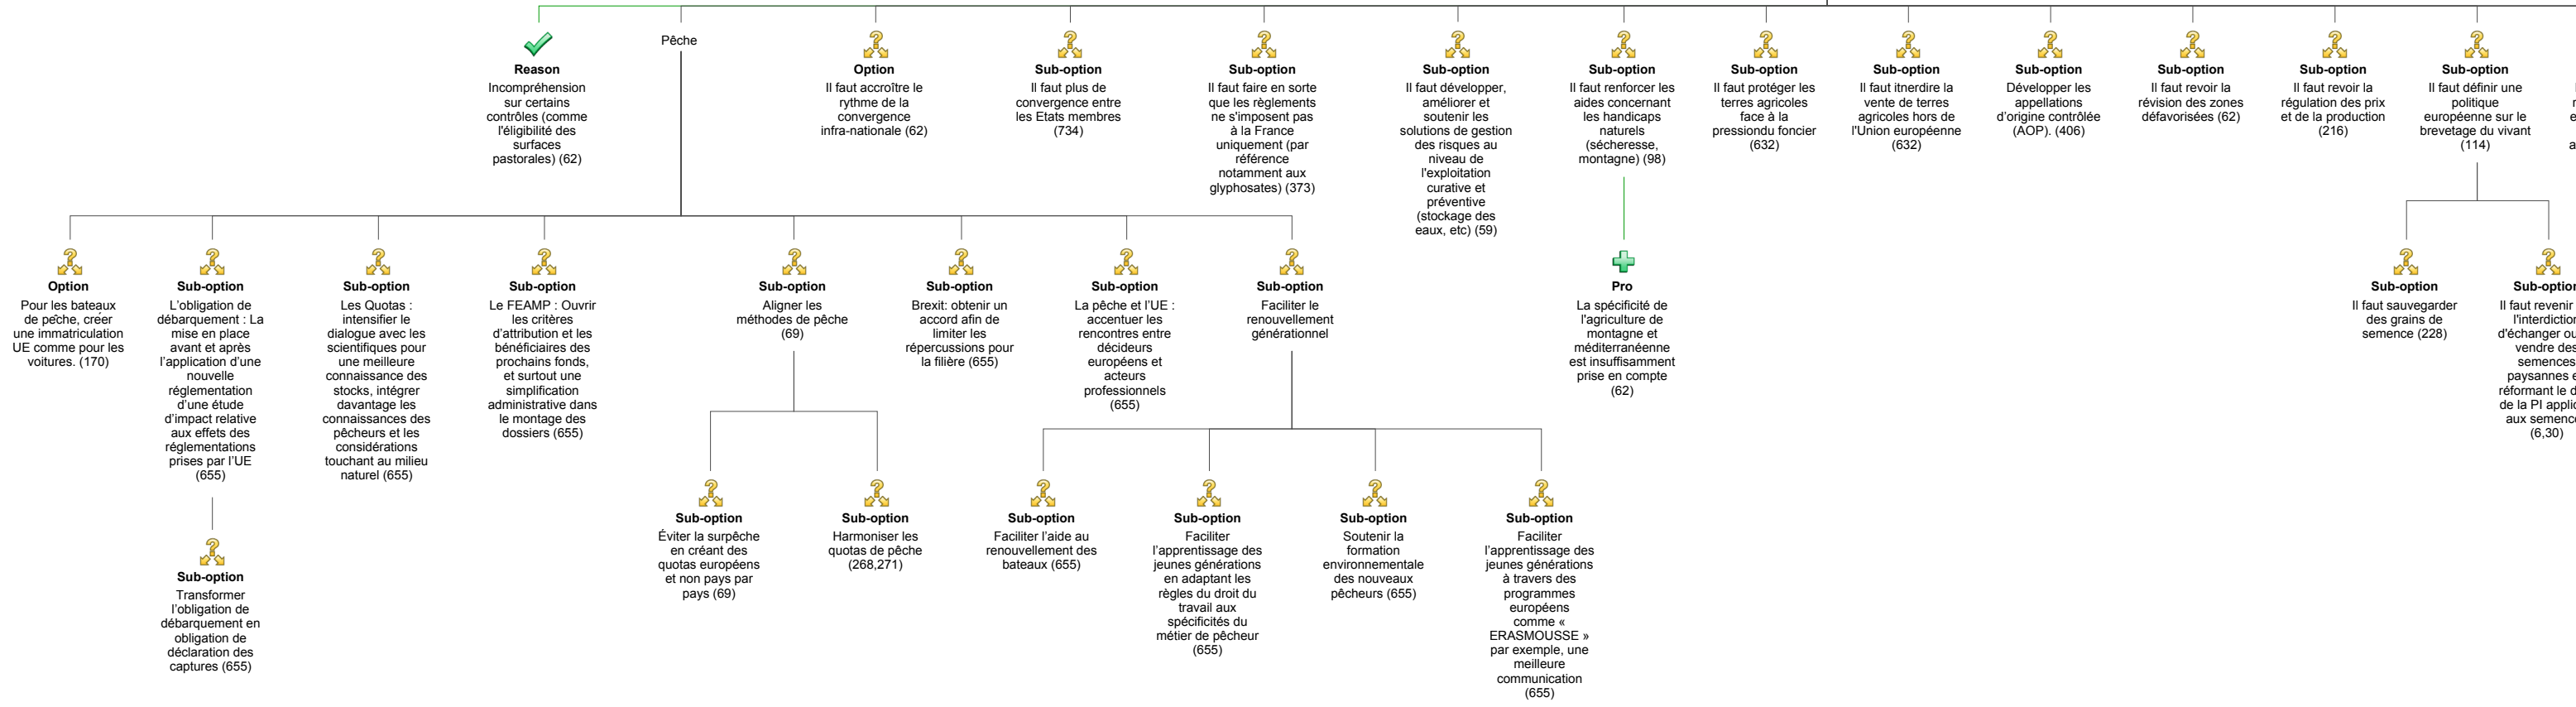 Reason
Incompréhension
sur certains
contrôles (comme
l'éligibilité des
surfaces
pastorales) (62)
Pêche
Option
Il faut accroître le
rythme de la
convergence
infra-nationale (62)
Sub-option
Il faut plus de
convergence entre
les Etats membres
(734)
Sub-option
Il faut faire en sorte
que les règlements
ne s'imposent pas
à la France
uniquement (par
référence
notamment aux
glyphosates) (373)
Sub-option
Il faut développer,
améliorer et
soutenir les
solutions de gestion
des risques au
niveau de
l'exploitation
curative et
préventive
(stockage des
eaux, etc) (59)
Sub-option
Il faut renforcer les
aides concernant
les handicaps
naturels
(sécheresse,
montagne) (98)
Sub-option
Il faut protéger les
terres agricoles
face à la
pressiondu foncier
(632)
Sub-option
Il faut itnerdire la
vente de terres
agricoles hors de
l'Union européenne
(632)
Sub-option
Développer les
appellations
d'origine contrôlée
(AOP). (406)
Sub-option
Il faut revoir la
révision des zones
défavorisées (62)
Sub-option
Il faut revoir la
régulation des prix
et de la production
(216)
Sub-option
Il faut définir une
politique
européenne sur le
brevetage du vivant
(114)
Option
Pour les bateaux
de pêche, créer
une immatriculation
UE comme pour les
voitures. (170)
Sub-option
L'obligation de
débarquement : La
mise en place
avant et après
l'application d'une
nouvelle
réglementation
d'une étude
d'impact relative
aux effets des
réglementations
prises par l'UE
(655)
Sub-option
Les Quotas :
intensifier le
dialogue avec les
scientifiques pour
une meilleure
connaissance des
stocks, intégrer
davantage les
connaissances des
pêcheurs et les
considérations
touchant au milieu
naturel (655)
Sub-option
Le FEAMP : Ouvrir
les critères
d'attribution et les
bénéficiaires des
prochains fonds,
et surtout une
simplification
administrative dans
le montage des
dossiers (655)
Sub-option
Aligner les
méthodes de pêche
(69)
Sub-option
Brexit: obtenir un
accord afin de
limiter les
répercussions pour
la filière (655)
Sub-option
La pêche et l'UE :
accentuer les
rencontres entre
décideurs
européens et
acteurs
professionnels
(655)
Sub-option
Faciliter le
renouvellement
générationnel
Pro
La spécificité de
l'agriculture de
montagne et
méditerranéenne
est insuffisamment
prise en compte
(62)
Sub-option
Il faut sauvegarder
des grains de
semence (228)
Sub-option
Il faut revenir
l'interdiction
d'échanger ou
vendre des
semences
paysannes e
réformant le d
de la PI appli
aux semenc
(6,30)
Sub-option
Transformer
l'obligation de
débarquement en
obligation de
déclaration des
captures (655)
Sub-option
Éviter la surpêche
en créant des
quotas européens
et non pays par
pays (69)
Sub-option
Harmoniser les
quotas de pêche
(268,271)
Sub-option
Faciliter l'aide au
renouvellement des
bateaux (655)
Sub-option
Faciliter
l'apprentissage des
jeunes générations
en adaptant les
règles du droit du
travail aux
spécificités du
métier de pêcheur
(655)
Sub-option
Soutenir la
formation
environnementale
des nouveaux
pêcheurs (655)
Sub-option
Faciliter
l'apprentissage des
jeunes générations
à travers des
programmes
européens
comme «
ERASMOUSSE »
par exemple, une
meilleure
communication
(655)